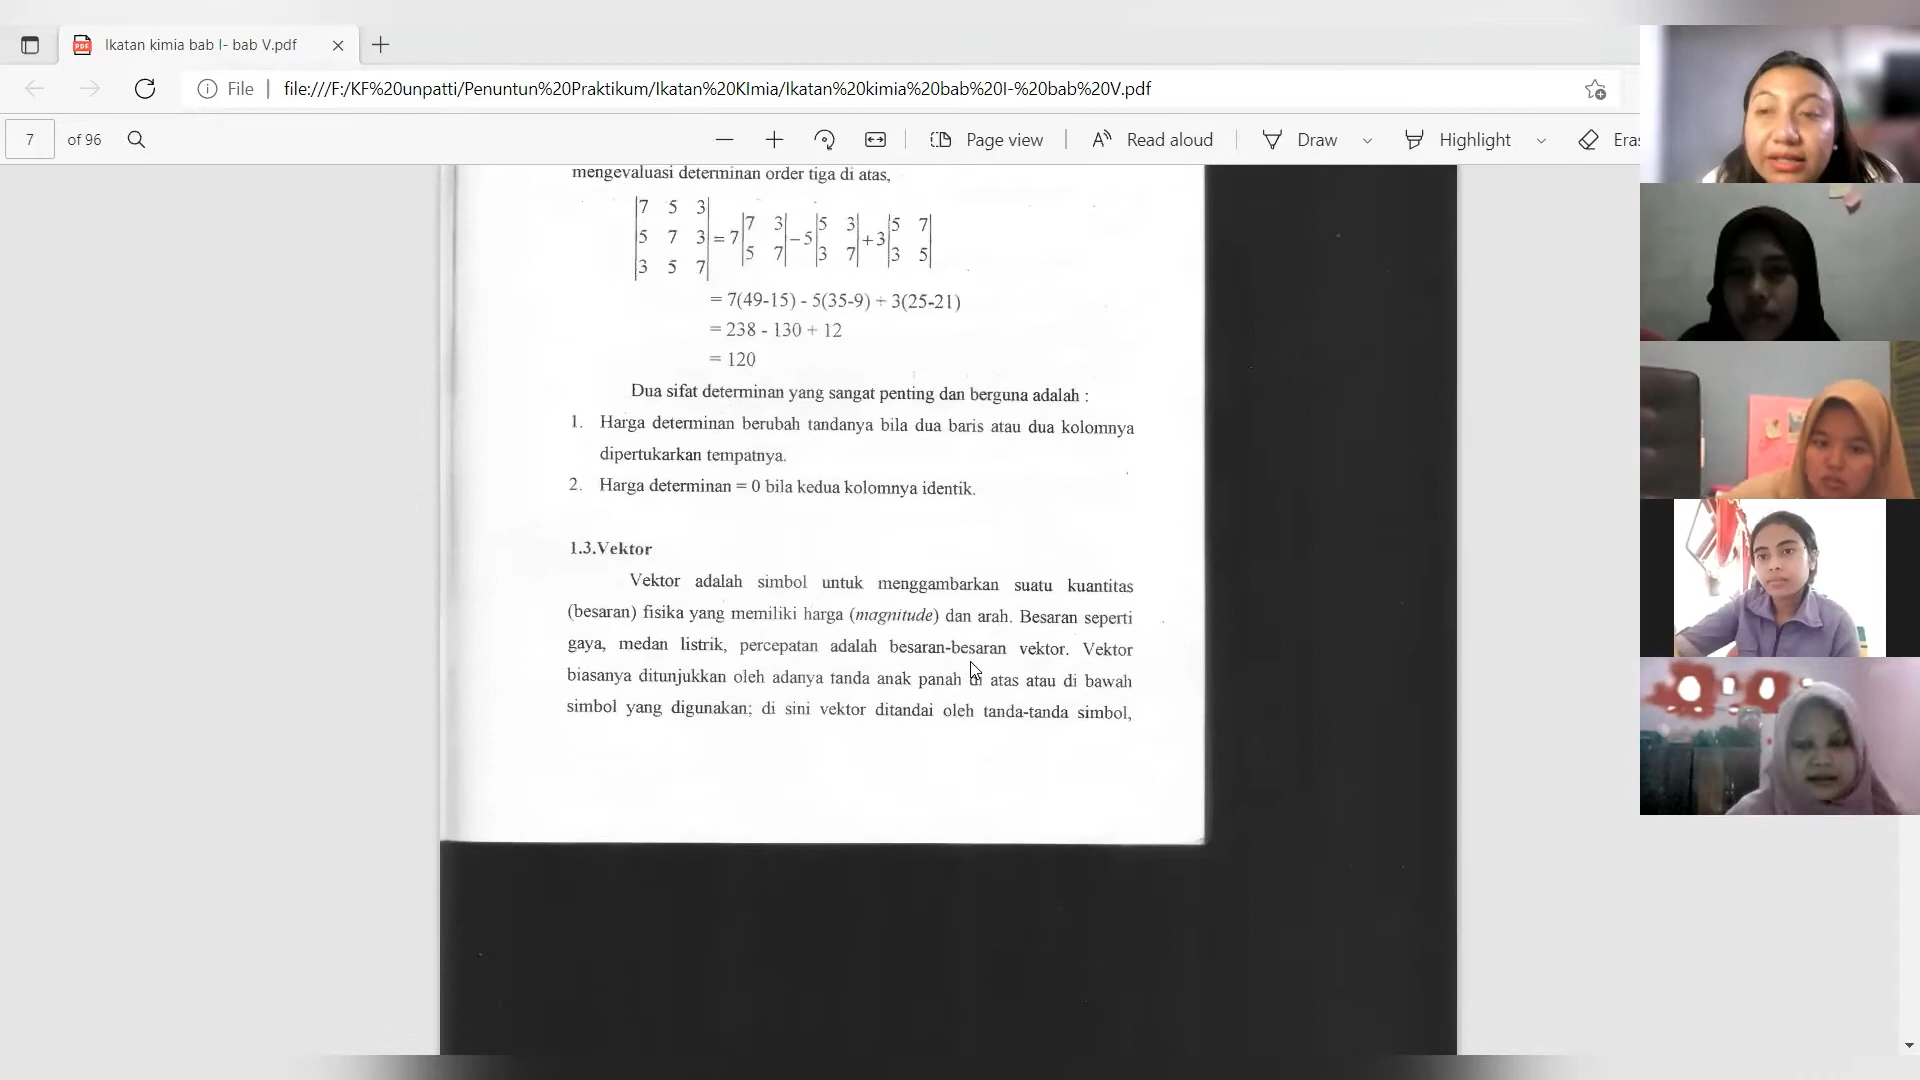 Ikatan kimia bab I- bab V.pdf
File
file:///F:/KF%20unpatti/Penuntun%20Praktikum/Ikatan%20KImia/Ikatan%20kimia%20bab%20I-%20bab%20V.pdf
7 of 96
Page view
Read aloud
Draw
Highlight
Eras
mengevaluasi determinan order tiga di atas,
|7 5 3|
|5 7 3| = 7 |7 3; 5 7| - 5 |5 3; 3 7| + 3 |5 7; 3 5|
|3 5 7|
= 7(49-15) - 5(35-9) + 3(25-21)
= 238 - 130 + 12
= 120
Dua sifat determinan yang sangat penting dan berguna adalah :
1. Harga determinan berubah tandanya bila dua baris atau dua kolomnya
dipertukarkan tempatnya.
2. Harga determinan = 0 bila kedua kolomnya identik.
1.3.Vektor
Vektor adalah simbol untuk menggambarkan suatu kuantitas
(besaran) fisika yang memiliki harga (magnitude) dan arah. Besaran seperti
gaya, medan listrik, percepatan adalah besaran-besaran vektor. Vektor
biasanya ditunjukkan oleh adanya tanda anak panah di atas atau di bawah
simbol yang digunakan; di sini vektor ditandai oleh tanda-tanda simbol,